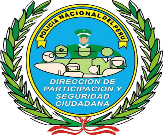 POLICIA NACIONAL DEL PERU
DIRECCION DE
PARTICIPACION Y
SEGURIDAD
CIUDADANA